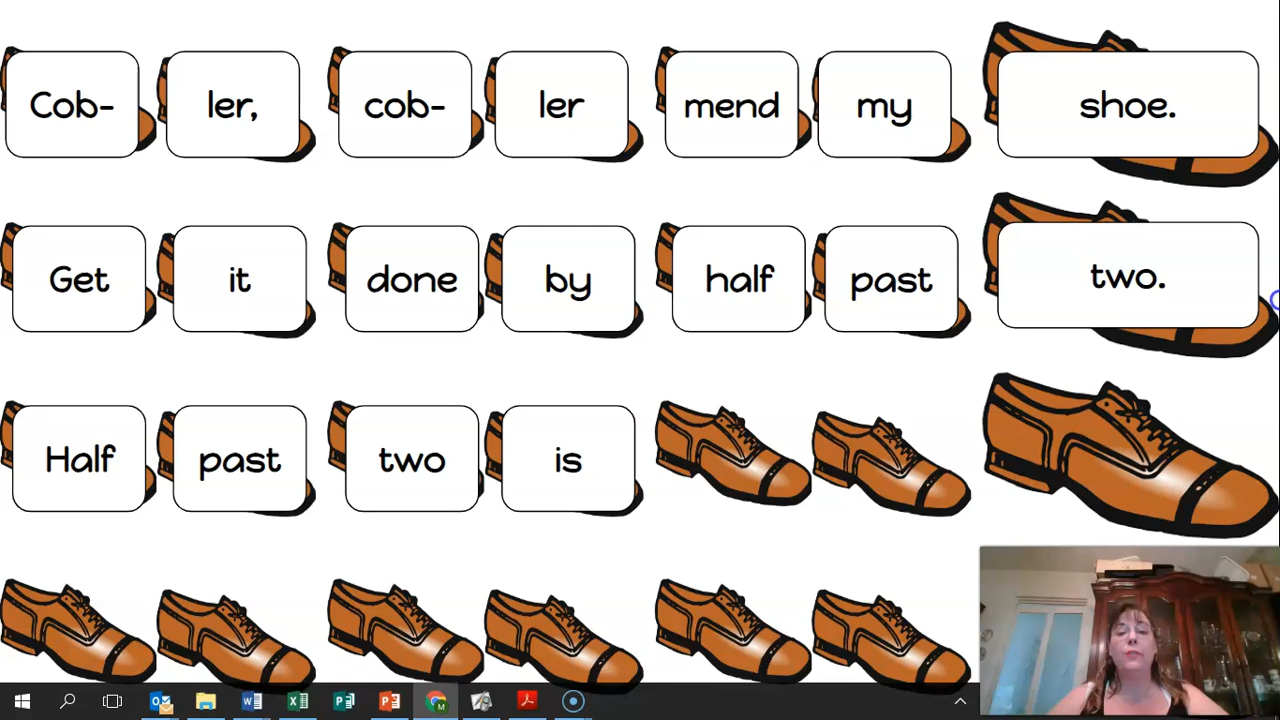 Cob- ler, cob- ler mend my shoe.
Get it done by half past two.
Half past two is